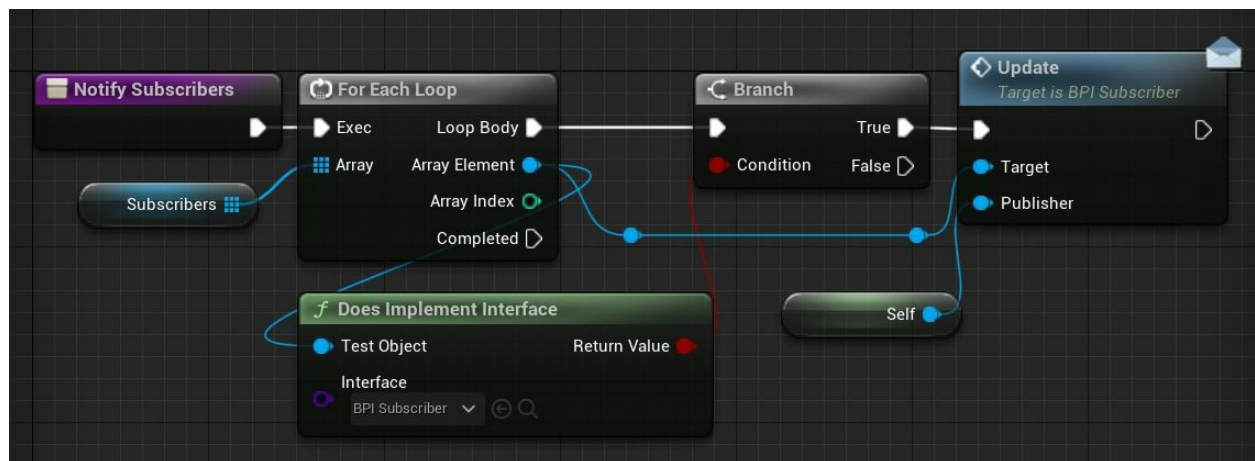 Notify Subscribers
Subscribers
For Each Loop
Exec
Loop Body
Array
Array Element
Array Index
Completed
Does Implement Interface
Test Object
Return Value
Interface
BPI Subscriber
Branch
True
Condition
False
Self
Update
Target is BPI Subscriber
Target
Publisher